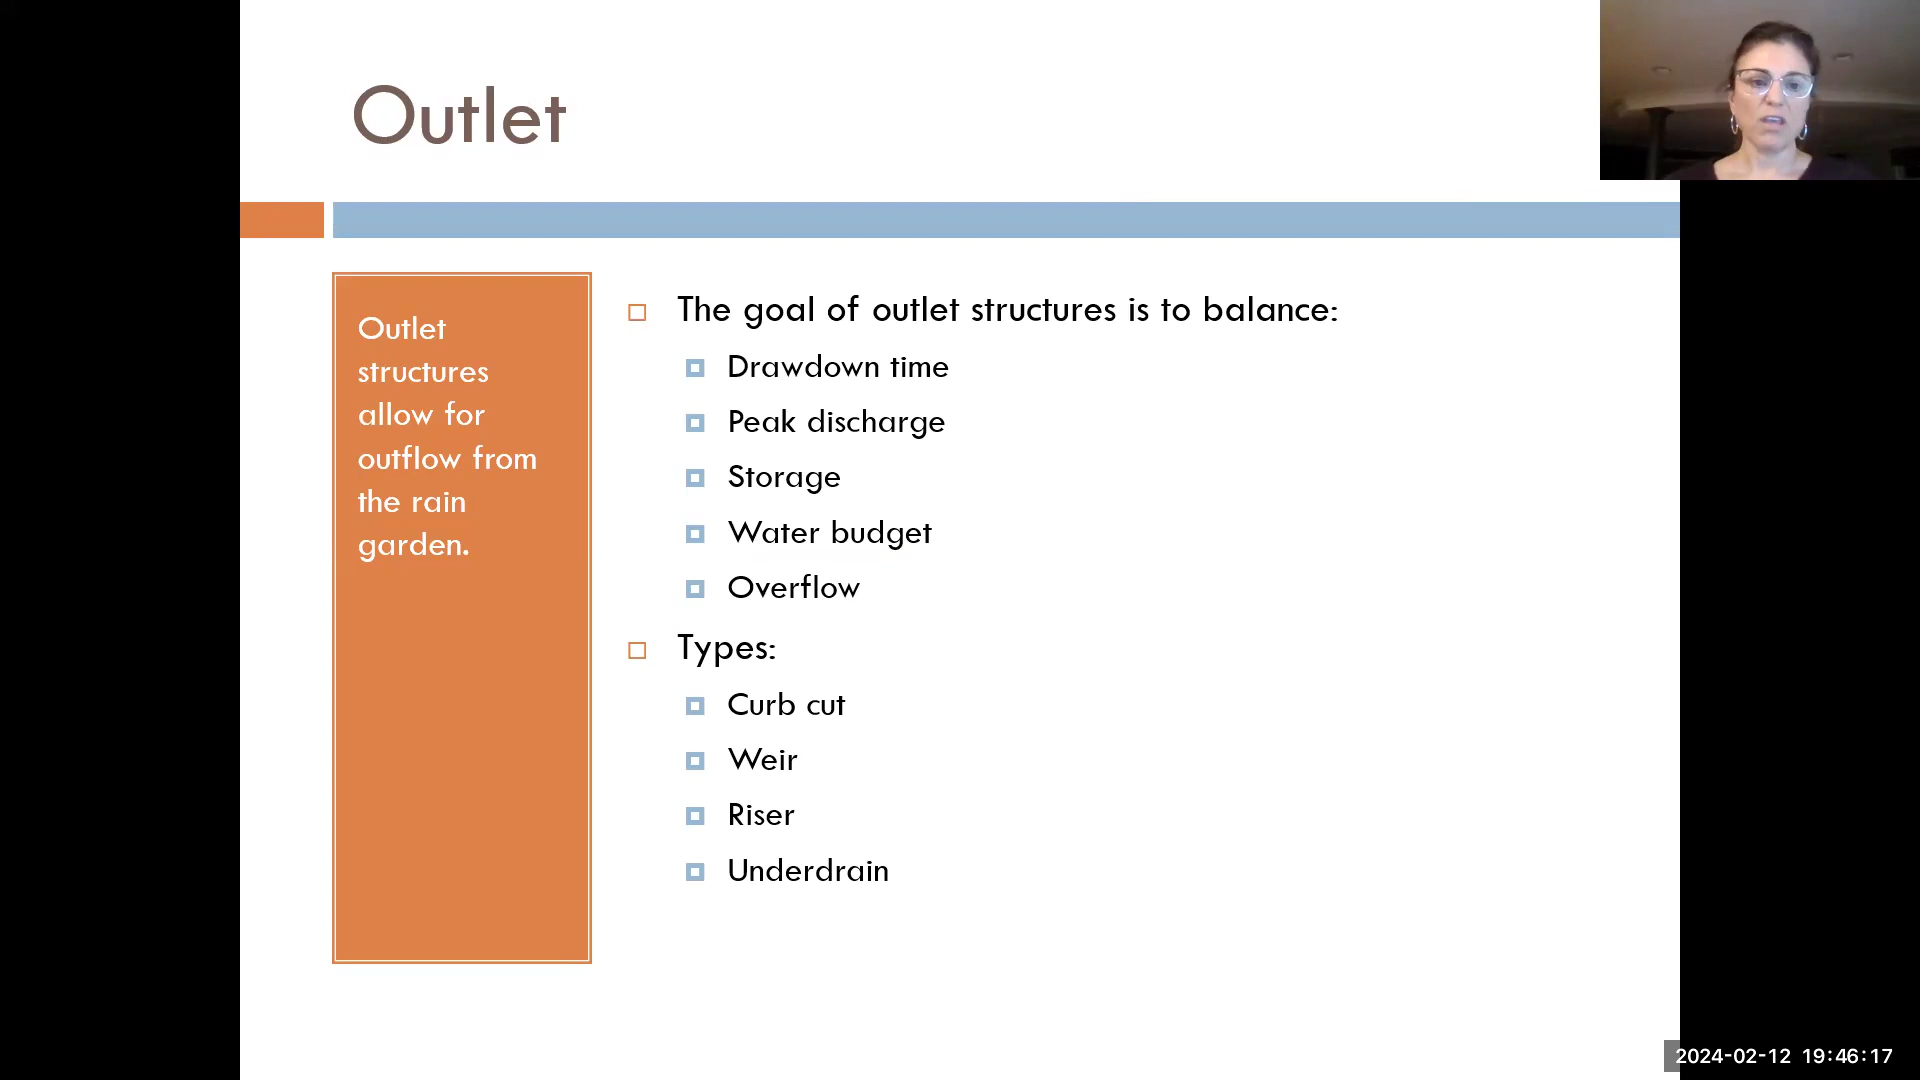 Outlet
Outlet
structures
allow for
outflow from
the rain
garden.
The goal of outlet structures is to balance:
Drawdown time
Peak discharge
Storage
Water budget
Overflow
Types:
Curb cut
Weir
Riser
Underdrain
2024-02-12 19:46:17